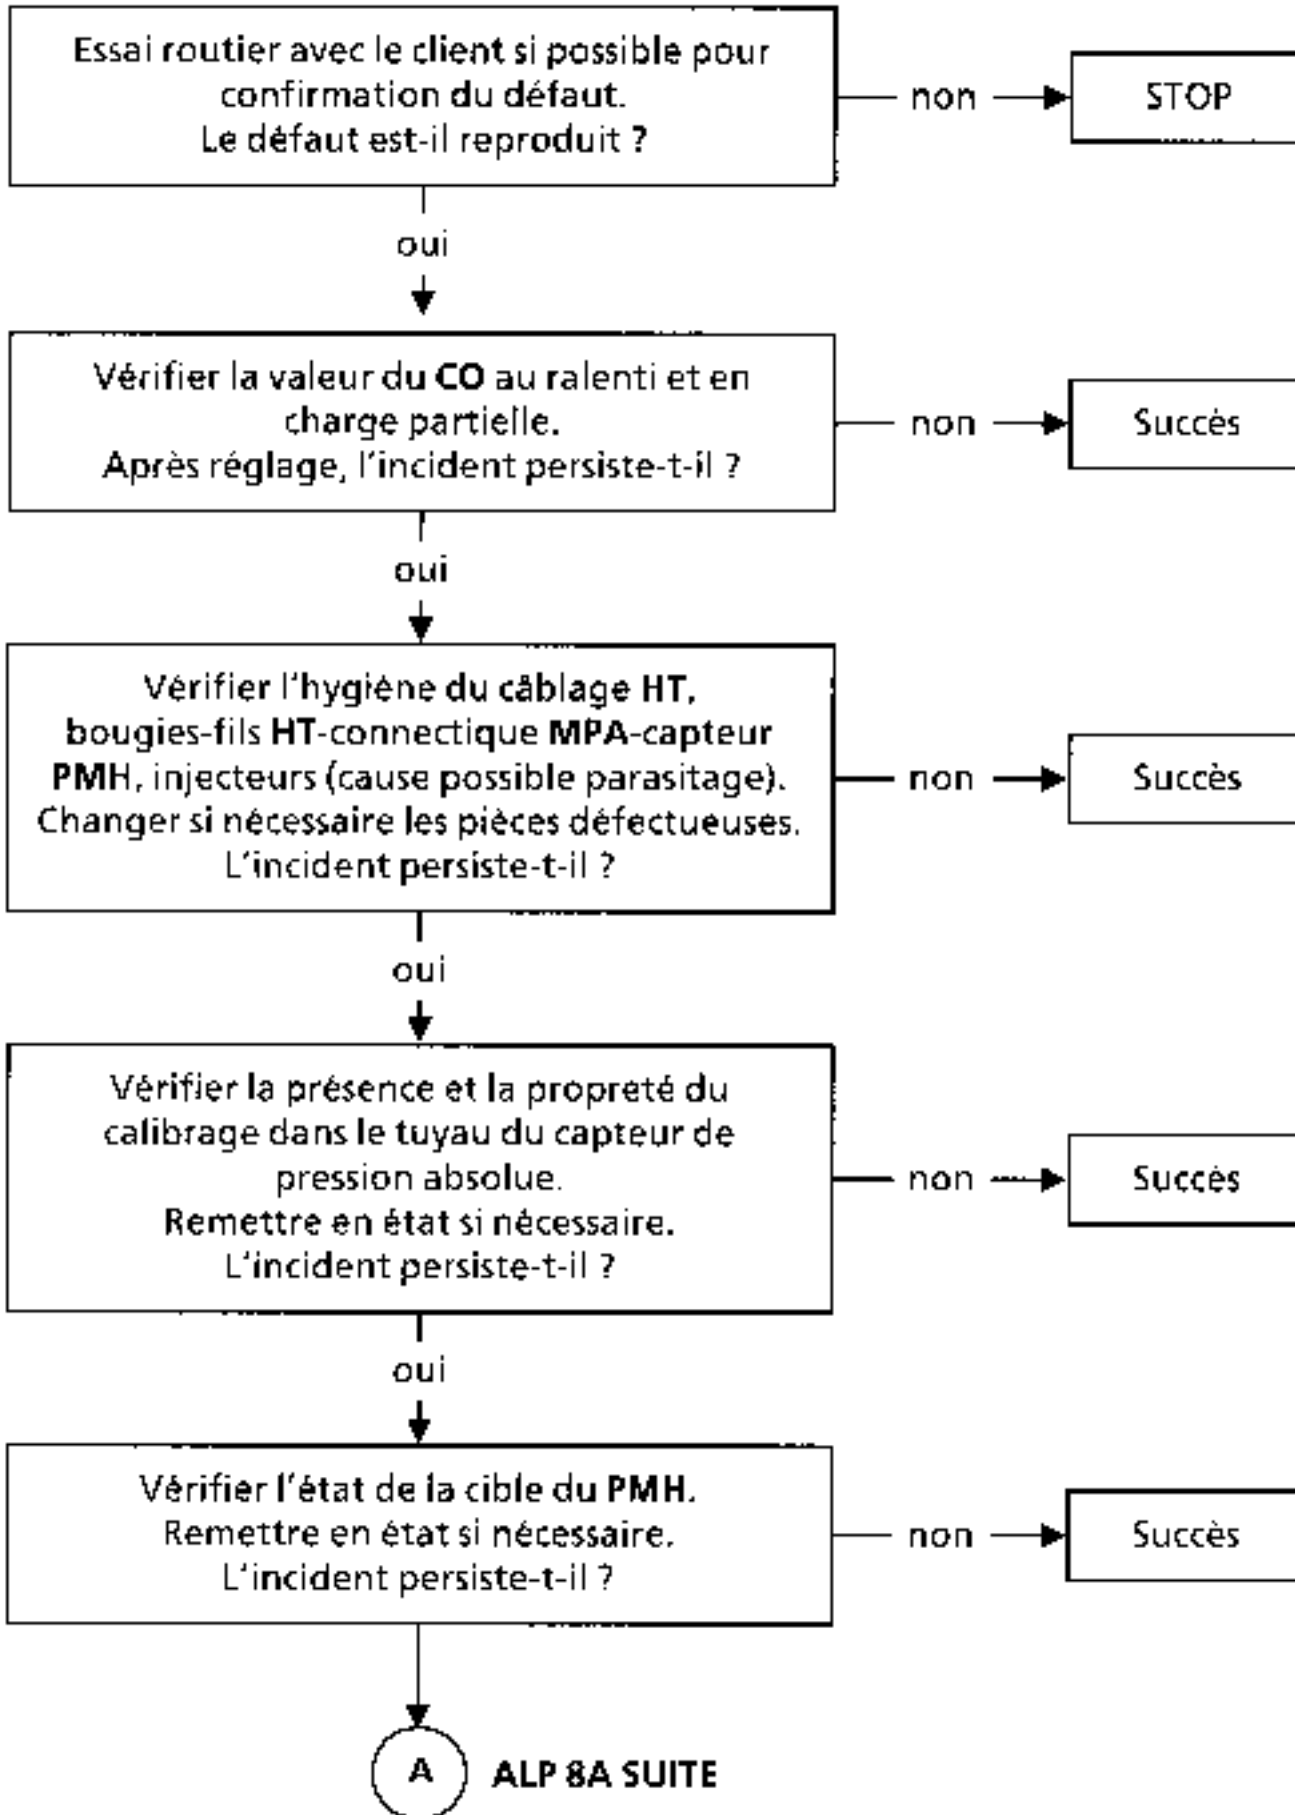 Essai routier avec le client si possible pour
confirmation du défaut.
Le défaut est-il reproduit ?
non
STOP
oui
Vérifier la valeur du CO au ralenti et en
charge partielle.
Après réglage, l'incident persiste-t-il ?
non
Succès
oui
Vérifier l'hygiène du câblage HT,
bougies-fils HT-connectique MPA-capteur
PMH, injecteurs (cause possible parasitage).
Changer si nécessaire les pièces défectueuses.
L'incident persiste-t-il ?
non
Succès
oui
Vérifier la présence et la propreté du
calibrage dans le tuyau du capteur de
pression absolue.
Remettre en état si nécessaire.
L'incident persiste-t-il ?
non
Succès
oui
Vérifier l'état de la cible du PMH.
Remettre en état si nécessaire.
L'incident persiste-t-il ?
non
Succès
A
ALP 8A SUITE